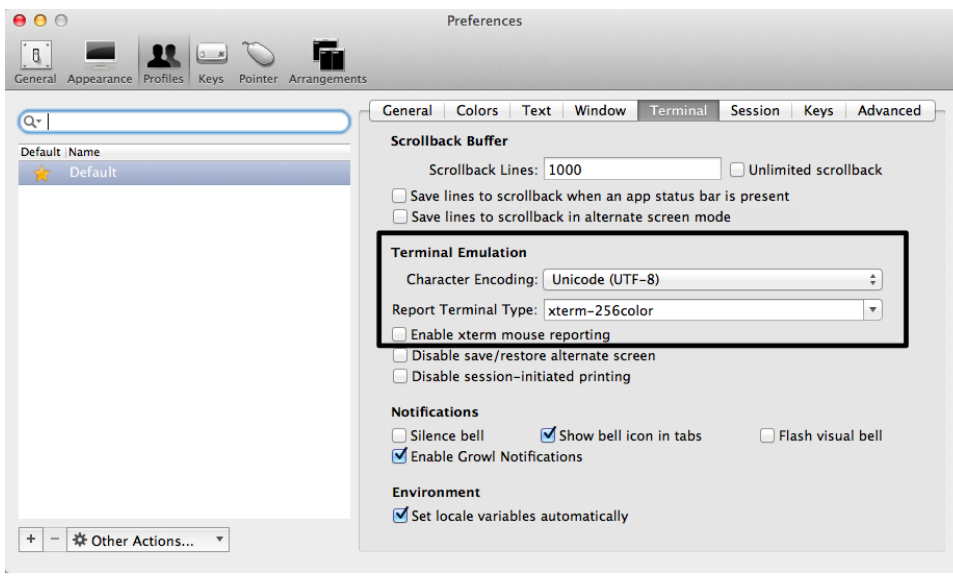 Preferences
General Appearance Profiles Keys Pointer Arrangements
General Colors Text Window Terminal Session Keys Advanced
Default Name
Default
Scrollback Buffer
Scrollback Lines: 1000 Unlimited scrollback
Save lines to scrollback when an app status bar is present
Save lines to scrollback in alternate screen mode
Terminal Emulation
Character Encoding: Unicode (UTF-8)
Report Terminal Type: xterm-256color
Enable xterm mouse reporting
Disable save/restore alternate screen
Disable session-initiated printing
Notifications
Silence bell Show bell icon in tabs Flash visual bell
Enable Growl Notifications
Environment
Set locale variables automatically
+ - Other Actions...